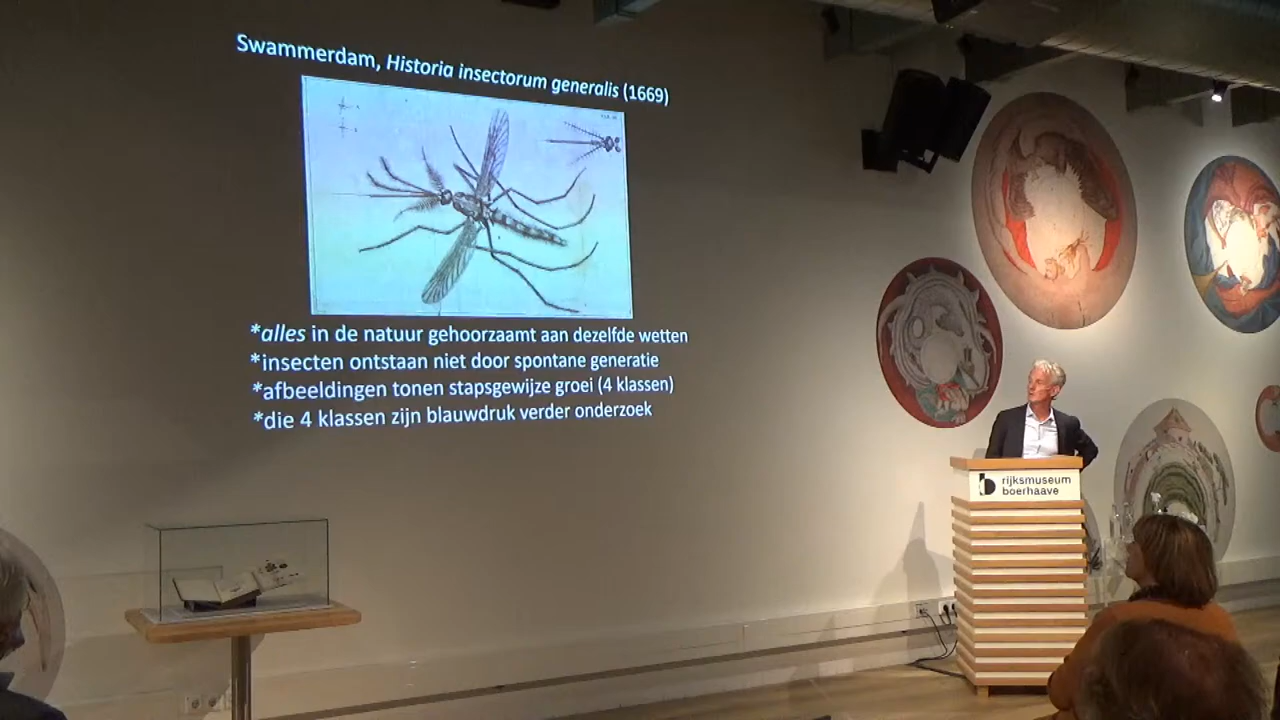 Swammerdam, Historia insectorum generalis (1669)
*alles in de natuur gehoorzaamt aan dezelfde wetten
*insecten ontstaan niet door spontane generatie
*afbeeldingen tonen stapsgewijze groei (4 klassen)
*die 4 klassen zijn blauwdruk verder onderzoek
rijksmuseum
boerhaave